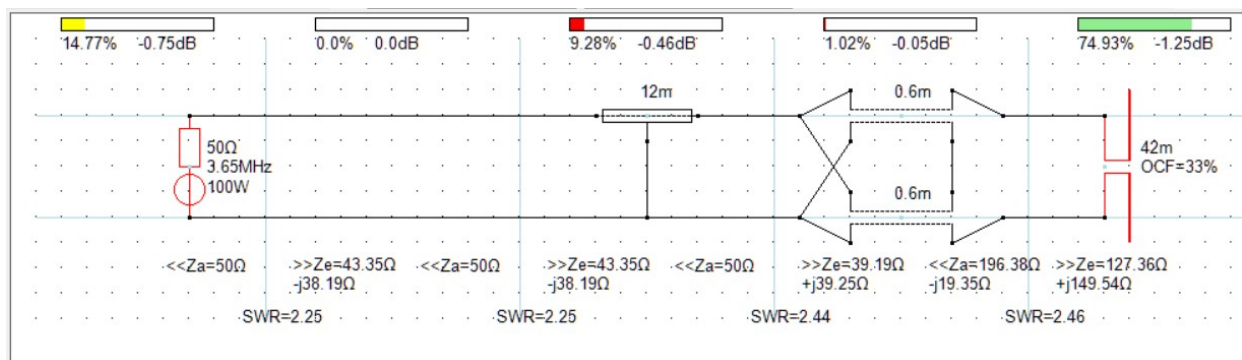 14.77% -0.75dB
0.0% 0.0dB
9.28% -0.46dB
1.02% -0.05dB
74.93% -1.25dB
12m
0.6m
50Ω
3.65MHz
100W
42m
OCF=33%
0.6m
<<Za=50Ω
>>Ze=43.35Ω
-j38.19Ω
<<Za=50Ω
>>Ze=43.35Ω
-j38.19Ω
<<Za=50Ω
>>Ze=39.19Ω
+j39.25Ω
<<Za=196.38Ω
-j19.35Ω
>>Ze=127.36Ω
+j149.54Ω
SWR=2.25
SWR=2.25
SWR=2.44
SWR=2.46